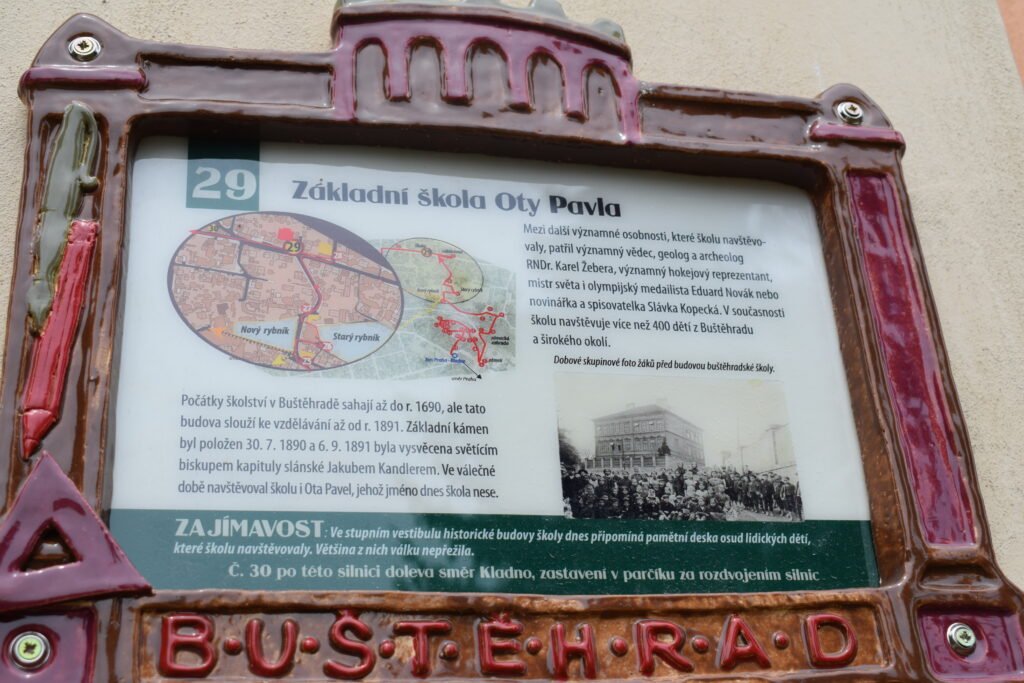 29
Základní škola Oty Pavla
30
29
Nový rybník
Starý rybník
29
směr Praha
Počátky školství v Buštěhradě sahají až do r. 1690, ale tato
budova slouží ke vzdělávání až od r. 1891. Základní kámen
byl položen 30. 7. 1890 a 6. 9. 1891 byla vysvěcena světícím
biskupem kapituly slánské Jakubem Kandlerem. Ve válečné
době navštěvoval školu i Ota Pavel, jehož jméno dnes škola nese.
Mezi další významné osobnosti, které školu navštěvo-
valy, patřil významný vědec, geolog a archeolog
RNDr. Karel Žebera, významný hokejový reprezentant,
mistr světa i olympijský medailista Eduard Novák nebo
novinářka a spisovatelka Slávka Kopecká. V současnosti
školu navštěvuje více než 400 dětí z Buštěhradu
a širokého okolí.
Dobové skupinové foto žáků před budovou buštěhradské školy.
ZAJÍMAVOST: Ve stupním vestibulu historické budovy školy dnes připomíná pamětní deska osud lidických dětí,
které školu navštěvovaly. Většina z nich válku nepřežila.
Č. 30 po této silnici doleva směr Kladno, zastavení v parčíku za rozdvojením silnic
B·U·Š·T·Ě·H·R·A·D